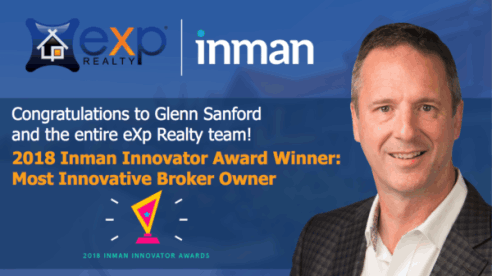 eXp
REALTY
inman
Congratulations to Glenn Sanford
and the entire eXp Realty team!
2018 Inman Innovator Award Winner:
Most Innovative Broker Owner
2018 INMAN INNOVATOR AWARDS